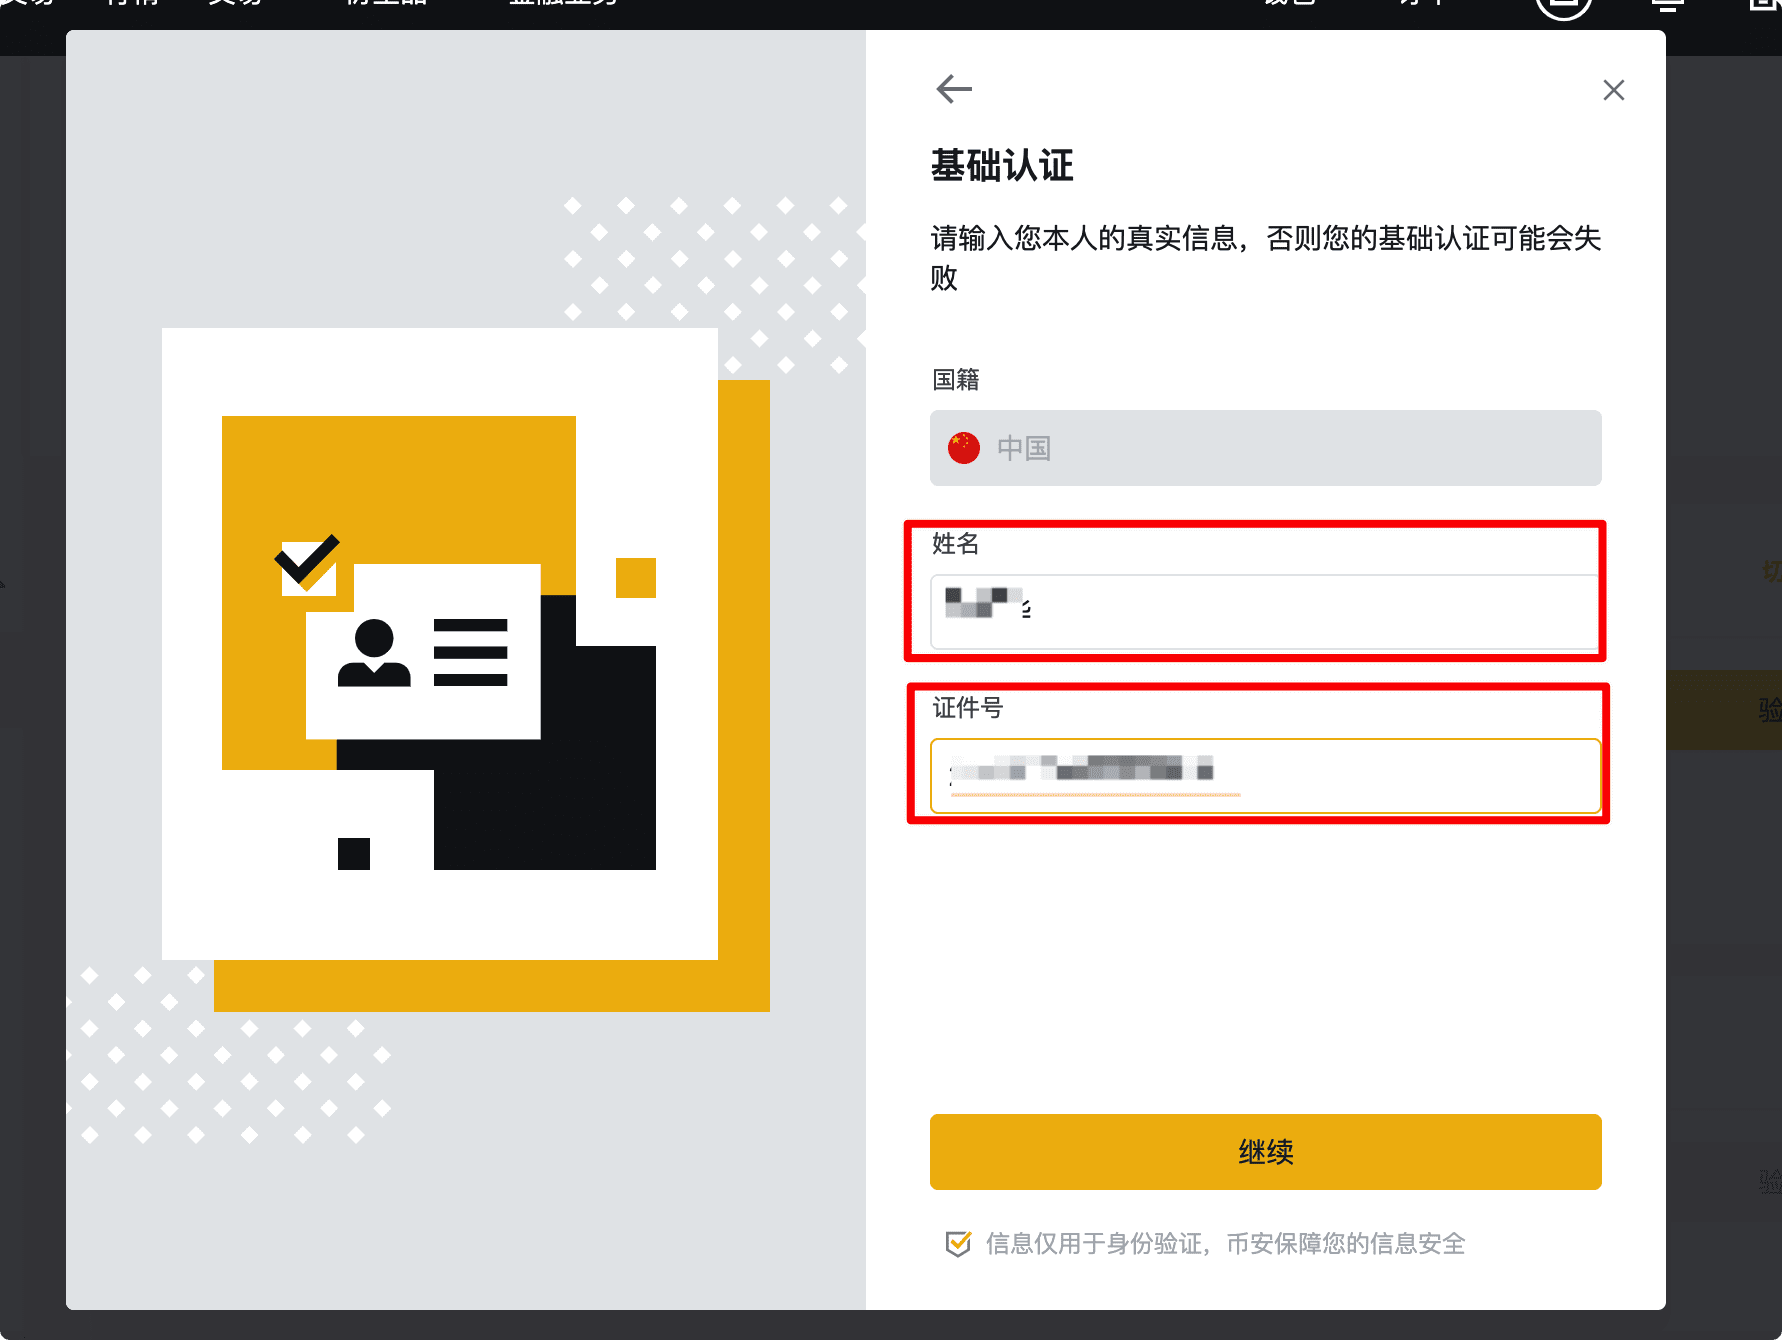 基础认证
请输入您本人的真实信息，否则您的基础认证可能会失
败
国籍
中国
姓名
证件号
继续
信息仅用于身份验证，币安保障您的信息安全
切
验
验